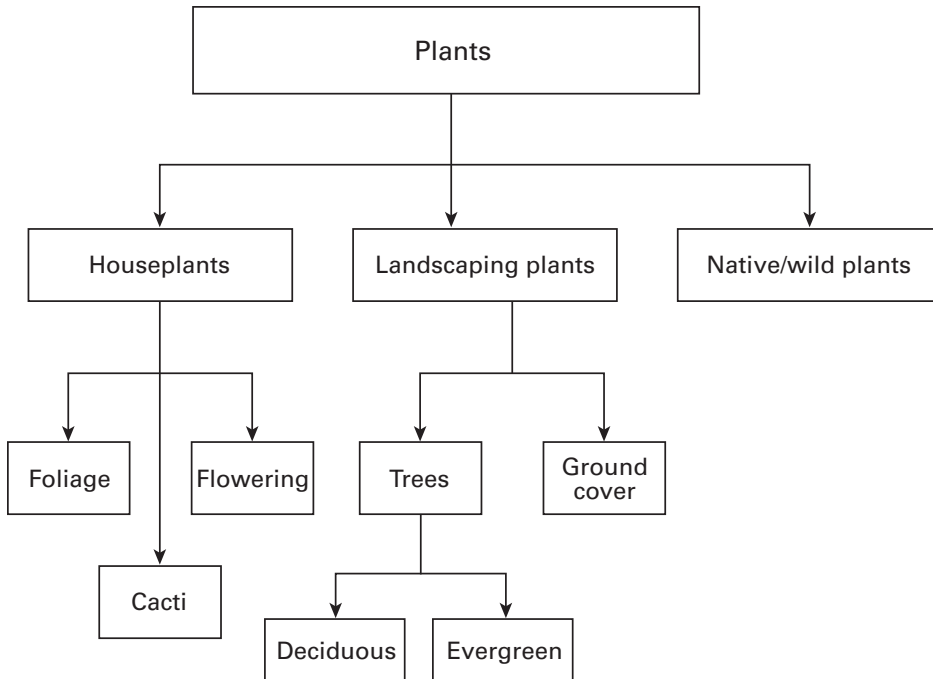 Plants
Houseplants
Landscaping plants
Native/wild plants
Foliage
Flowering
Trees
Ground
cover
Cacti
Deciduous
Evergreen